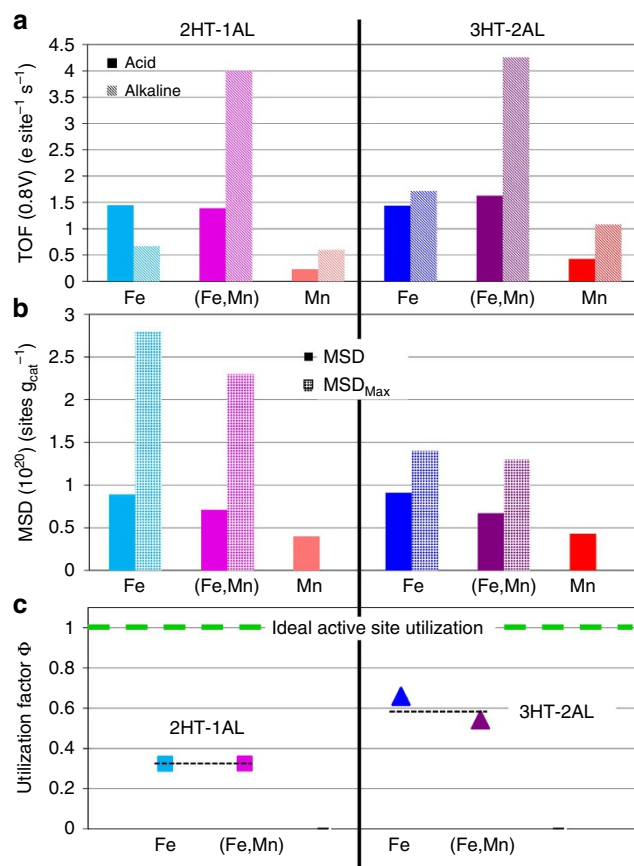 a
2HT-1AL 3HT-2AL
TOF (0.8V) (e site⁻¹ s⁻¹)
4.5
4
3.5
3
2.5
2
1.5
1
0.5
0
Acid
Alkaline
Fe (Fe,Mn) Mn Fe (Fe,Mn) Mn
b
MSD (10²⁰) (sites g_cat⁻¹)
3
2.5
2
1.5
1
0.5
0
MSD
MSD_Max
Fe (Fe,Mn) Mn Fe (Fe,Mn) Mn
c
Utilization factor Φ
1
0.8
0.6
0.4
0.2
0
Ideal active site utilization
2HT-1AL
3HT-2AL
Fe (Fe,Mn) Fe (Fe,Mn)